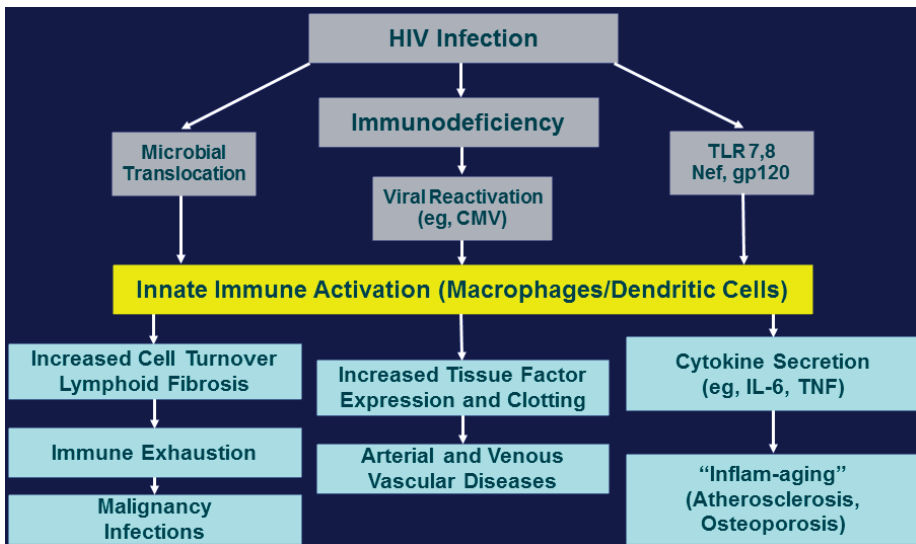 HIV Infection
Immunodeficiency
Microbial
Translocation
TLR 7,8
Nef, gp120
Viral Reactivation
(eg, CMV)
Innate Immune Activation (Macrophages/Dendritic Cells)
Increased Cell Turnover
Lymphoid Fibrosis
Increased Tissue Factor
Expression and Clotting
Cytokine Secretion
(eg, IL-6, TNF)
Immune Exhaustion
Arterial and Venous
Vascular Diseases
Malignancy
Infections
“Inflam-aging”
(Atherosclerosis,
Osteoporosis)